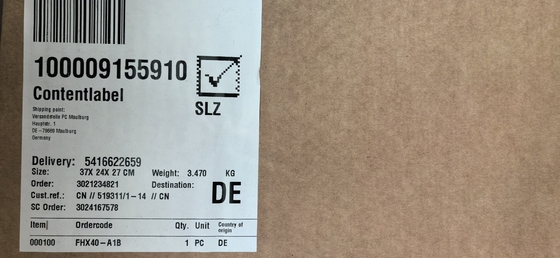 100009155910
Contentlabel
SLZ
Shipping point:
Versandstelle PC Maulburg
Hauptstr. 1
DE-79689 Maulburg
Germany
Delivery: 5416622659
Size: 37X 24X 27 CM Weight: 3.470 KG
Order: 3021234821 Destination: DE
Cust.ref.: CN // 519311/1-14 // CN
SC Order: 3024167578
Item Ordercode Qty. Unit Country of origin
000100 FHX40-A1B 1 PC DE